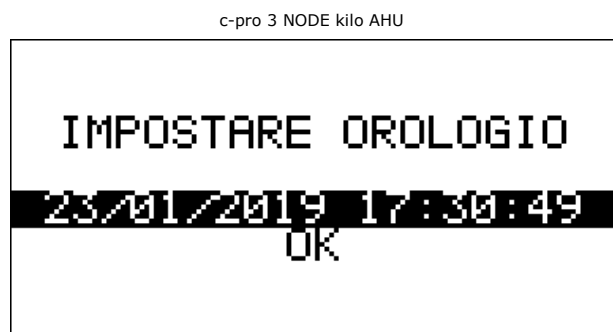 c-pro 3 NODE kilo AHU
IMPOSTARE OROLOGIO
23/01/2019 17:30:49
OK